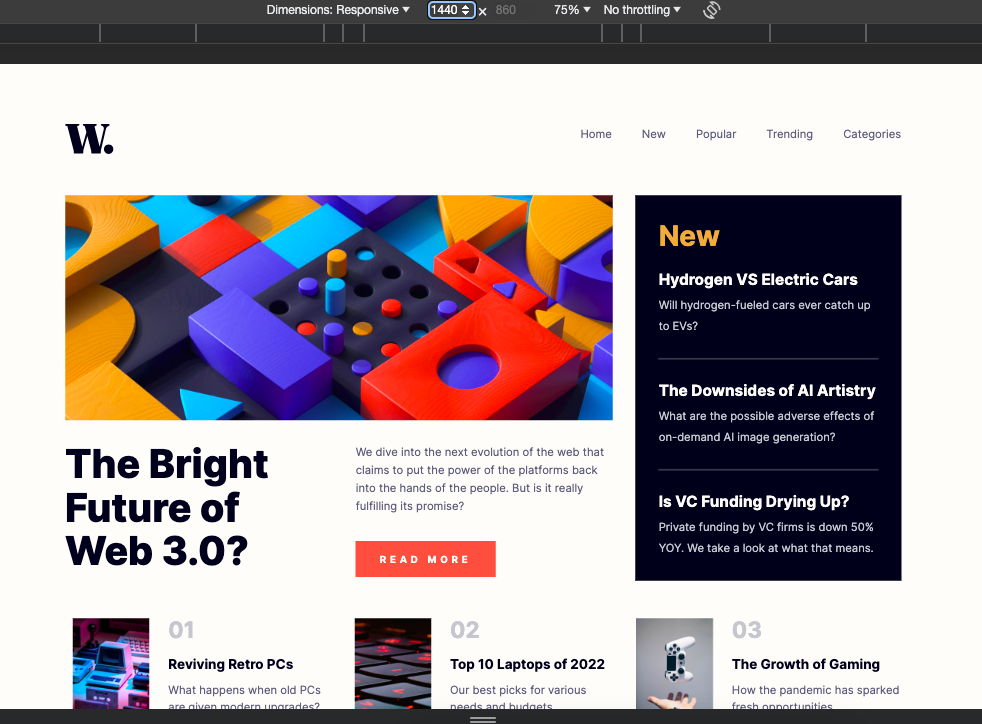 Dimensions: Responsive 1440 × 860 75% No throttling
W.
Home New Popular Trending Categories
New
Hydrogen VS Electric Cars
Will hydrogen-fueled cars ever catch up
to EVs?
The Downsides of AI Artistry
What are the possible adverse effects of
on-demand AI image generation?
Is VC Funding Drying Up?
Private funding by VC firms is down 50%
YOY. We take a look at what that means.
The Bright
Future of
Web 3.0?
We dive into the next evolution of the web that
claims to put the power of the platforms back
into the hands of the people. But is it really
fulfilling its promise?
READ MORE
01
Reviving Retro PCs
What happens when old PCs
are given modern upgrades?
02
Top 10 Laptops of 2022
Our best picks for various
needs and budgets
03
The Growth of Gaming
How the pandemic has sparked
fresh opportunities